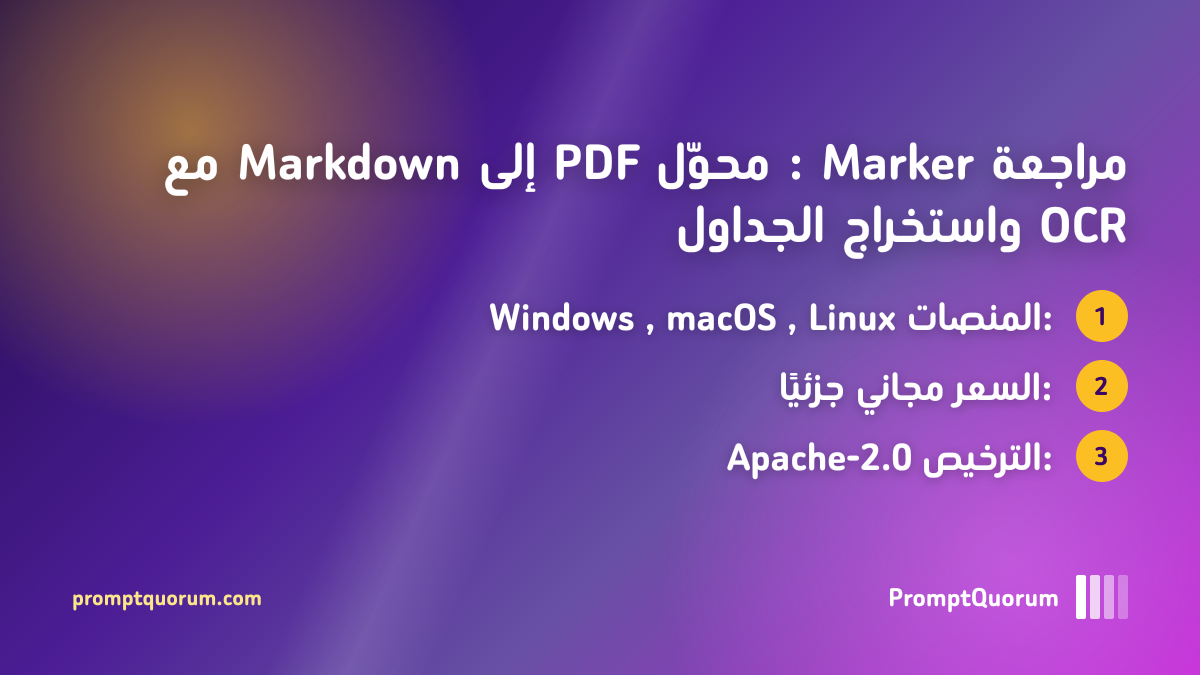 مراجعة Marker : محوّل PDF إلى Markdown مع
OCR واستخراج الجداول
1
المنصات: Windows , macOS , Linux
2
السعر: مجاني جزئيًا
3
الترخيص: Apache-2.0
PromptQuorum
promptquorum.com